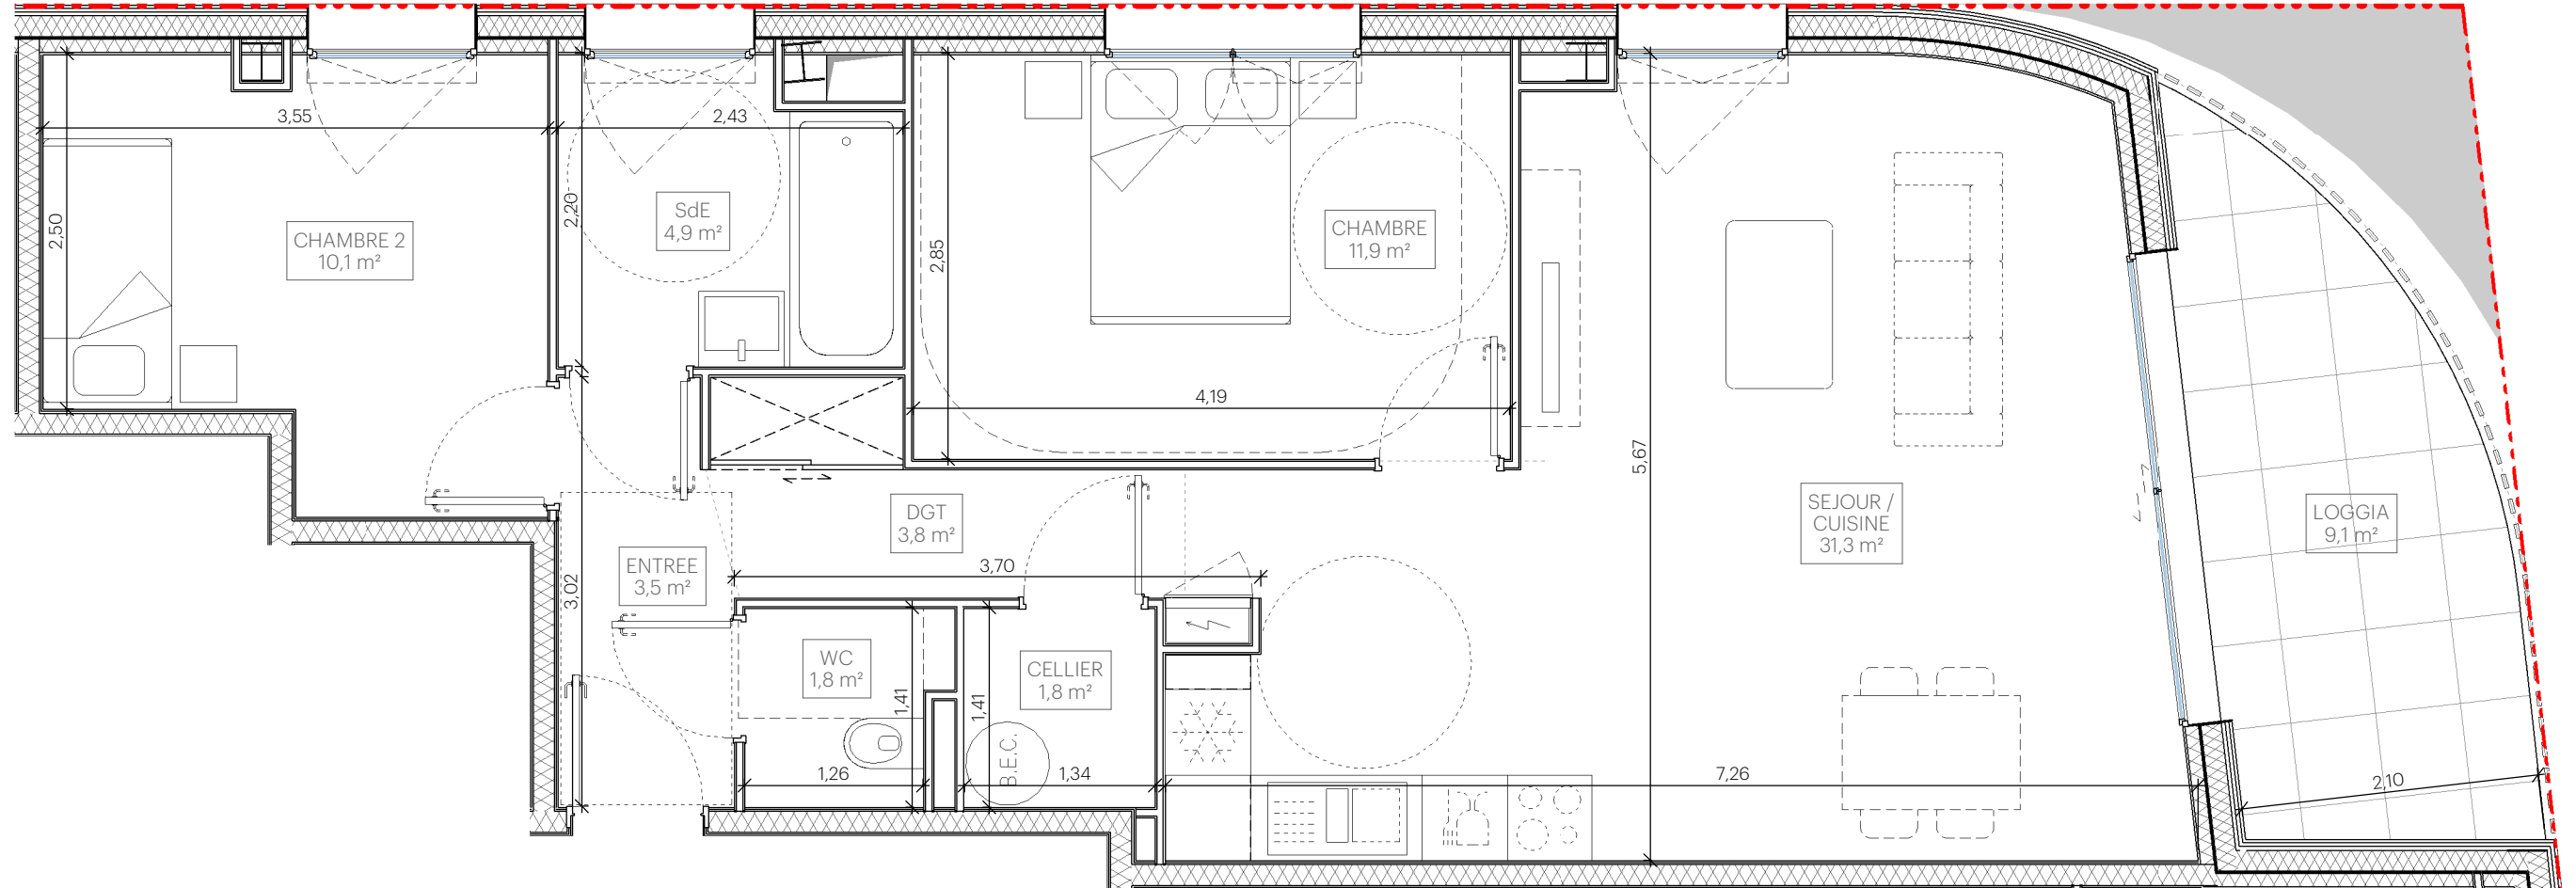 3,55
2,43
2,50
2,20
CHAMBRE 2
10,1 m²
SdE
4,9 m²
2,85
CHAMBRE
11,9 m²
4,19
5,67
3,02
ENTREE
3,5 m²
DGT
3,8 m²
3,70
SEJOUR /
CUISINE
31,3 m²
LOGGIA
9,1 m²
WC
1,8 m²
1,41
CELLIER
1,8 m²
1,41
B.E.C.
1,26
1,34
7,26
2,10